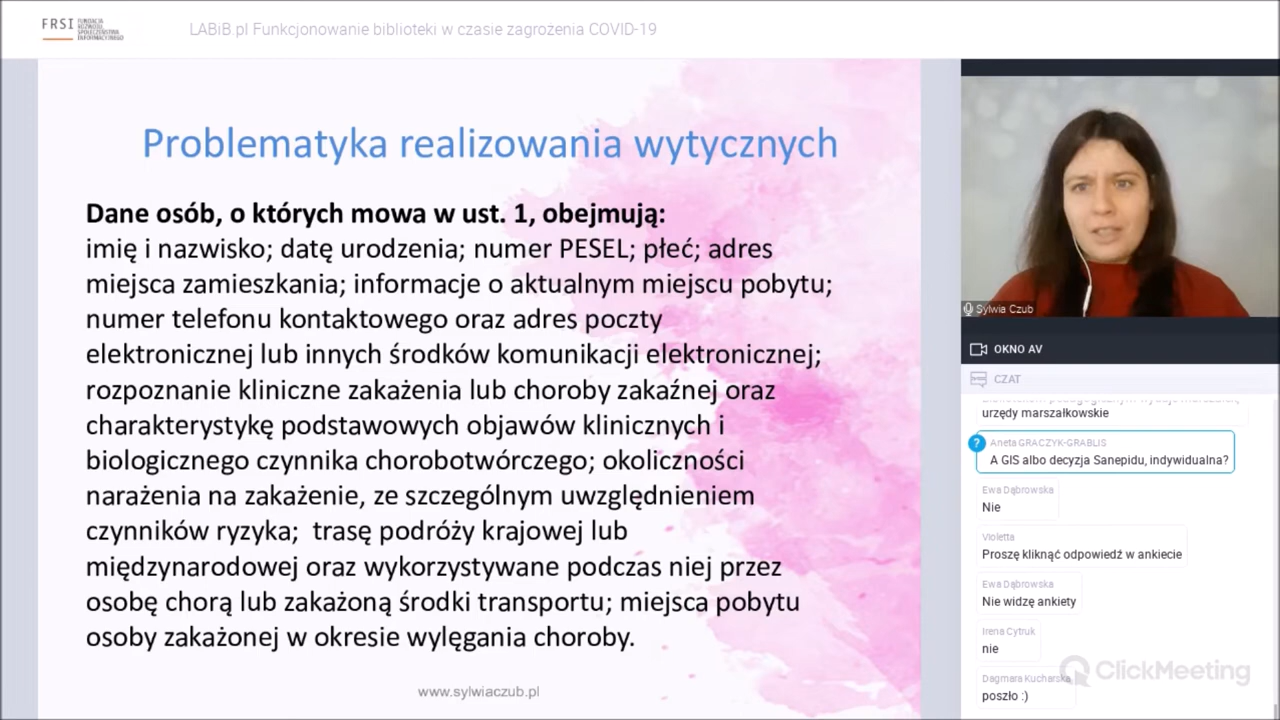 FRSI FUNDACJA
ROZWOJU
SPOŁECZEŃSTWA
INFORMACYJNEGO
LABiB.pl Funkcjonowanie biblioteki w czasie zagrożenia COVID-19
Problematyka realizowania wytycznych
Dane osób, o których mowa w ust. 1, obejmują:
imię i nazwisko; datę urodzenia; numer PESEL; płeć; adres
miejsca zamieszkania; informacje o aktualnym miejscu pobytu;
numer telefonu kontaktowego oraz adres poczty
elektronicznej lub innych środków komunikacji elektronicznej;
rozpoznanie kliniczne zakażenia lub choroby zakaźnej oraz
charakterystykę podstawowych objawów klinicznych i
biologicznego czynnika chorobotwórczego; okoliczności
narażenia na zakażenie, ze szczególnym uwzględnieniem
czynników ryzyka;  trasę podróży krajowej lub
międzynarodowej oraz wykorzystywane podczas niej przez
osobę chorą lub zakażoną środki transportu; miejsca pobytu
osoby zakażonej w okresie wylęgania choroby.
www.sylwiaczub.pl
Sylwia Czub
OKNO AV
CZAT
urzędy marszałkowskie
? Aneta GRACZYK-GRABLIS
A GIS albo decyzja Sanepidu, indywidualna?
Ewa Dąbrowska
Nie
Violetta
Proszę kliknąć odpowiedź w ankiecie
Ewa Dąbrowska
Nie widzę ankiety
Irena Cytruk
nie
Dagmara Kucharska
poszło :)
ClickMeeting